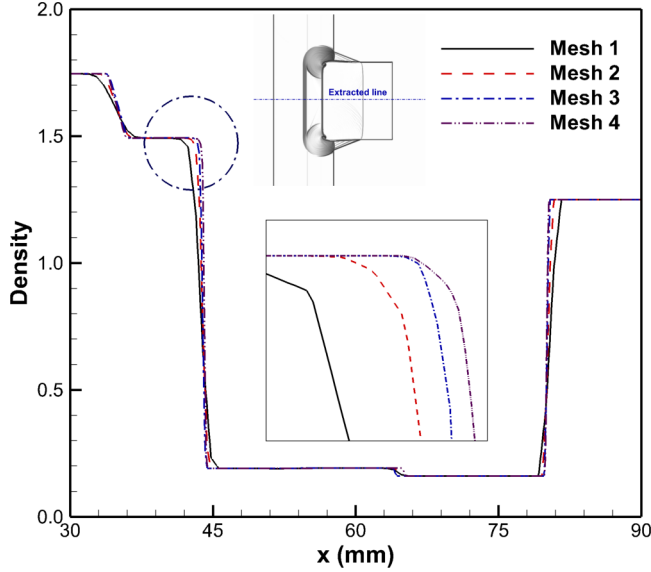 2.0
1.5
1.0
0.5
0.0
Density
30
45
60
75
90
x (mm)
Extracted line
Mesh 1
Mesh 2
Mesh 3
Mesh 4